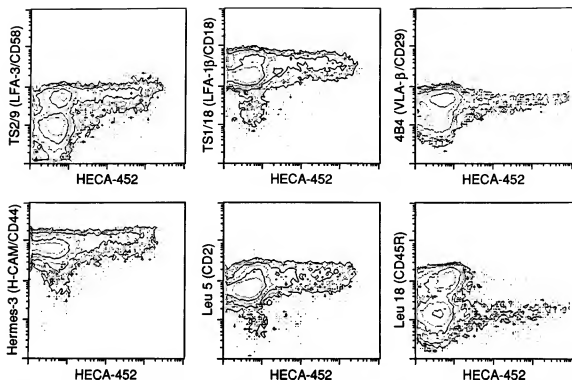 TS2/9 (LFA-3/CD58)
HECA-452
TS1/18 (LFA-1β/CD18)
HECA-452
4B4 (VLA-β/CD29)
HECA-452
Hermes-3 (H-CAM/CD44)
HECA-452
Leu 5 (CD2)
HECA-452
Leu 18 (CD45R)
HECA-452